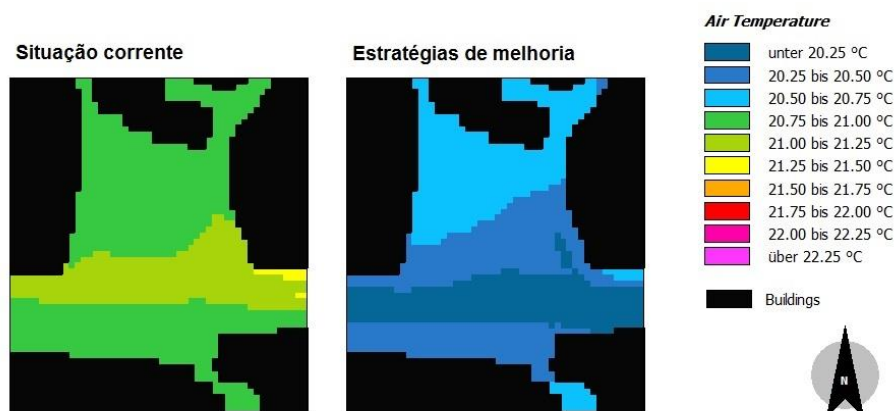 Situação corrente
Estratégias de melhoria
Air Temperature
unter 20.25 °C
20.25 bis 20.50 °C
20.50 bis 20.75 °C
20.75 bis 21.00 °C
21.00 bis 21.25 °C
21.25 bis 21.50 °C
21.50 bis 21.75 °C
21.75 bis 22.00 °C
22.00 bis 22.25 °C
über 22.25 °C
Buildings
N